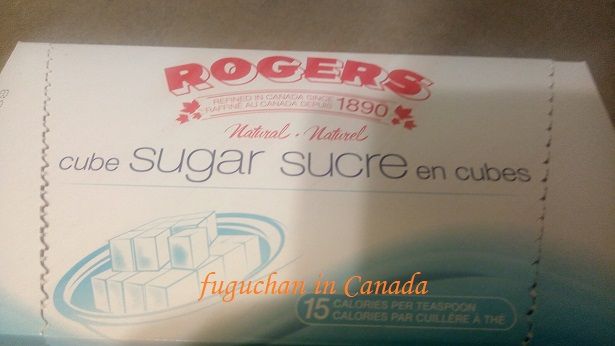 ROGERS
REFINED IN CANADA SINCE
RAFFINÉ AU CANADA DEPUIS 1890
Natural • Naturel
cube sugar sucre en cubes
fuguchan in Canada
15 CALORIES PER TEASPOON
CALORIES PAR CUILLÈRE À THÉ